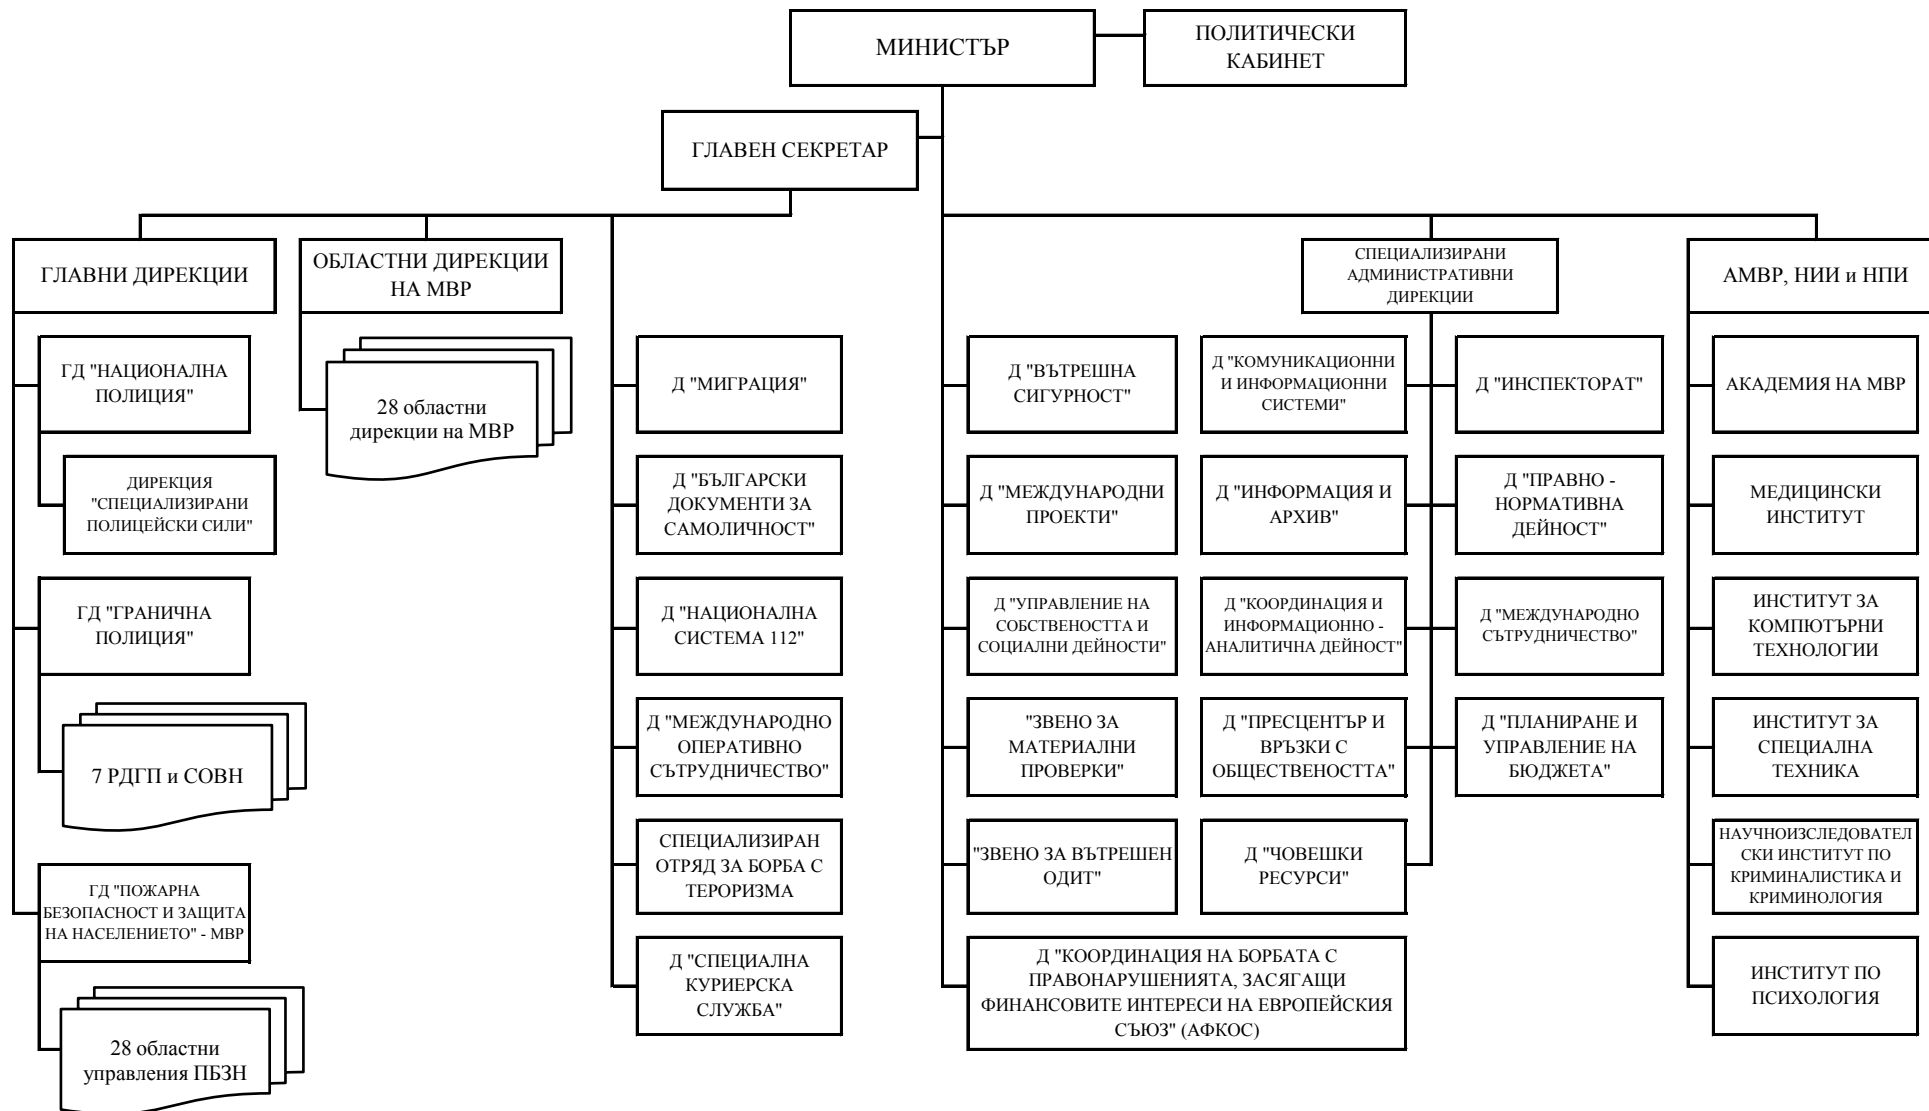 МИНИСТЪР
ПОЛИТИЧЕСКИ
КАБИНЕТ
ГЛАВЕН СЕКРЕТАР
ГЛАВНИ ДИРЕКЦИИ
ГД "НАЦИОНАЛНА
ПОЛИЦИЯ"
ДИРЕКЦИЯ
"СПЕЦИАЛИЗИРАНИ
ПОЛИЦЕЙСКИ СИЛИ"
ГД "ГРАНИЧНА
ПОЛИЦИЯ"
7 РДГП и СОВН
ГД "ПОЖАРНА
БЕЗОПАСНОСТ И ЗАЩИТА
НА НАСЕЛЕНИЕТО" - МВР
28 областни
управления ПБЗН
ОБЛАСТНИ ДИРЕКЦИИ
НА МВР
28 областни
дирекции на МВР
Д "МИГРАЦИЯ"
Д "БЪЛГАРСКИ
ДОКУМЕНТИ ЗА
САМОЛИЧНОСТ"
Д "НАЦИОНАЛНА
СИСТЕМА 112"
Д "МЕЖДУНАРОДНО
ОПЕРАТИВНО
СЪТРУДНИЧЕСТВО"
СПЕЦИАЛИЗИРАН
ОТРЯД ЗА БОРБА С
ТЕРОРИЗМА
Д "СПЕЦИАЛНА
КУРИЕРСКА
СЛУЖБА"
Д "ВЪТРЕШНА
СИГУРНОСТ"
Д "МЕЖДУНАРОДНИ
ПРОЕКТИ"
Д "УПРАВЛЕНИЕ НА
СОБСТВЕНОСТТА И
СОЦИАЛНИ ДЕЙНОСТИ"
"ЗВЕНО ЗА
МАТЕРИАЛНИ
ПРОВЕРКИ"
"ЗВЕНО ЗА ВЪТРЕШЕН
ОДИТ"
Д "КООРДИНАЦИЯ НА БОРБАТА С
ПРАВОНАРУШЕНИЯТА, ЗАСЯГАЩИ
ФИНАНСОВИТЕ ИНТЕРЕСИ НА ЕВРОПЕЙСКИЯ
СЪЮЗ" (АФКОС)
СПЕЦИАЛИЗИРАНИ
АДМИНИСТРАТИВНИ
ДИРЕКЦИИ
Д "КОМУНИКАЦИОННИ
И ИНФОРМАЦИОННИ
СИСТЕМИ"
Д "ИНФОРМАЦИЯ И
АРХИВ"
Д "КООРДИНАЦИЯ И
ИНФОРМАЦИОННО -
АНАЛИТИЧНА ДЕЙНОСТ"
Д "ПРЕСЦЕНТЪР И
ВРЪЗКИ С
ОБЩЕСТВЕНОСТТА"
Д "ЧОВЕШКИ
РЕСУРСИ"
Д "ИНСПЕКТОРАТ"
Д "ПРАВНО -
НОРМАТИВНА
ДЕЙНОСТ"
Д "МЕЖДУНАРОДНО
СЪТРУДНИЧЕСТВО"
Д "ПЛАНИРАНЕ И
УПРАВЛЕНИЕ НА
БЮДЖЕТА"
АМВР, НИИ и НПИ
АКАДЕМИЯ НА МВР
МЕДИЦИНСКИ
ИНСТИТУТ
ИНСТИТУТ ЗА
КОМПЮТЪРНИ
ТЕХНОЛОГИИ
ИНСТИТУТ ЗА
СПЕЦИАЛНА
ТЕХНИКА
НАУЧНОИЗСЛЕДОВАТЕЛ
СКИ ИНСТИТУТ ПО
КРИМИНАЛИСТИКА И
КРИМИНОЛОГИЯ
ИНСТИТУТ ПО
ПСИХОЛОГИЯ